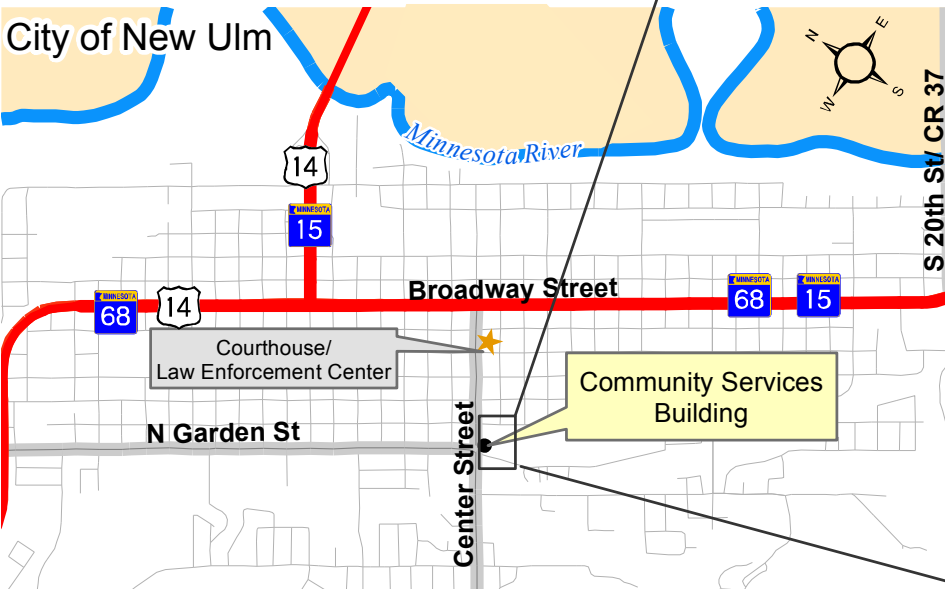 City of New Ulm
N
E
W
S
S 20th St/ CR 37
Minnesota River
14
MINNESOTA
15
Broadway Street
MINNESOTA
68
14
MINNESOTA
68
MINNESOTA
15
Courthouse/
Law Enforcement Center
Community Services
Building
N Garden St
Center Street